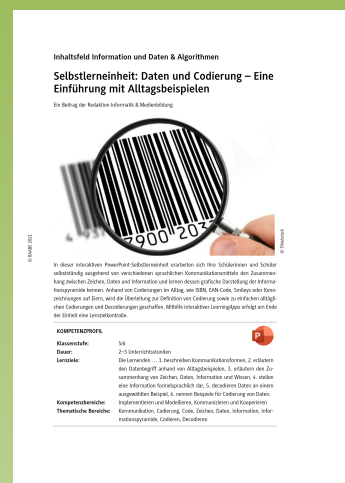 Inhaltsfeld Information und Daten & Algorithmen
Selbstlerneinheit: Daten und Codierung – Eine
Einführung mit Alltagsbeispielen
Ein Beitrag der Redaktion Informatik & Medienbildung
7900 203
© RAABE 2021
© Thinkstock
In dieser interaktiven PowerPoint-Selbstlerneinheit erarbeiten sich Ihre Schülerinnen und Schüler
selbstständig ausgehend von verschiedenen sprachlichen Kommunikationsmitteln den Zusammen-
hang zwischen Zeichen, Daten und Information und lernen dessen grafische Darstellung der Informa-
tionspyramide kennen. Anhand von Codierungen im Alltag, wie ISBN, EAN-Code, Smileys oder Kenn-
zeichnungen auf Eiern, wird die Überleitung zur Definition von Codierung sowie zu einfachen alltägli-
chen Codierungen und Decodierungen geschaffen. Mithilfe interaktiver LearningApps erfolgt am Ende
der Einheit eine Lernzielkontrolle.
KOMPETENZPROFIL
Klassenstufe: 5/6
Dauer: 2–3 Unterrichtsstunden
Lernziele: Die Lernenden … 1. beschreiben Kommunikationsformen, 2. erläutern
den Datenbegriff anhand von Alltagsbeispielen, 3. erläutern den Zu-
sammenhang von Zeichen, Daten, Information und Wissen, 4. stellen
eine Information formelsprachlich dar, 5. decodieren Daten an einem
ausgewählten Beispiel, 6. nennen Beispiele für Codierung von Daten.
Kompetenzbereiche: Implementieren und Modellieren, Kommunizieren und Kooperieren
Thematische Bereiche: Kommunikation, Codierung, Code, Zeichen, Daten, Information, Infor-
mationspyramide, Codieren, Decodieren
P